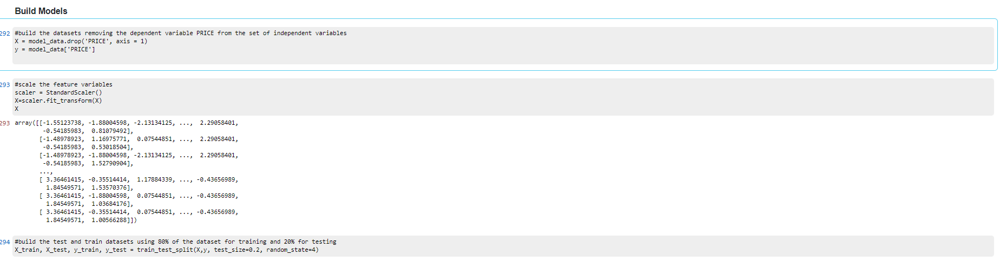 Build Models
292 #build the datasets removing the dependent variable PRICE from the set of independent variables
X = model_data.drop('PRICE', axis = 1)
y = model_data['PRICE']
293 #scale the feature variables
scaler = StandardScaler()
X=scaler.fit_transform(X)
X
293 array([[-1.55123738, -1.88004598, -2.13134125, ..., 2.29058401,
-0.54185983, 0.81079492],
[-1.48978923, 1.16975771, 0.07544851, ..., 2.29058401,
-0.54185983, 0.53018504],
[-1.48978923, -1.88004598, -2.13134125, ..., 2.29058401,
-0.54185983, 1.52790904],
...,
[ 3.36461415, -0.35514414, 1.17884339, ..., -0.43656989,
1.84549571, 1.53570376],
[ 3.36461415, -1.88004598, 0.07544851, ..., -0.43656989,
1.84549571, 1.03684176],
[ 3.36461415, -0.35514414, 0.07544851, ..., -0.43656989,
1.84549571, 1.00566288]])
294 #build the test and train datasets using 80% of the dataset for training and 20% for testing
X_train, X_test, y_train, y_test = train_test_split(X,y, test_size=0.2, random_state=4)